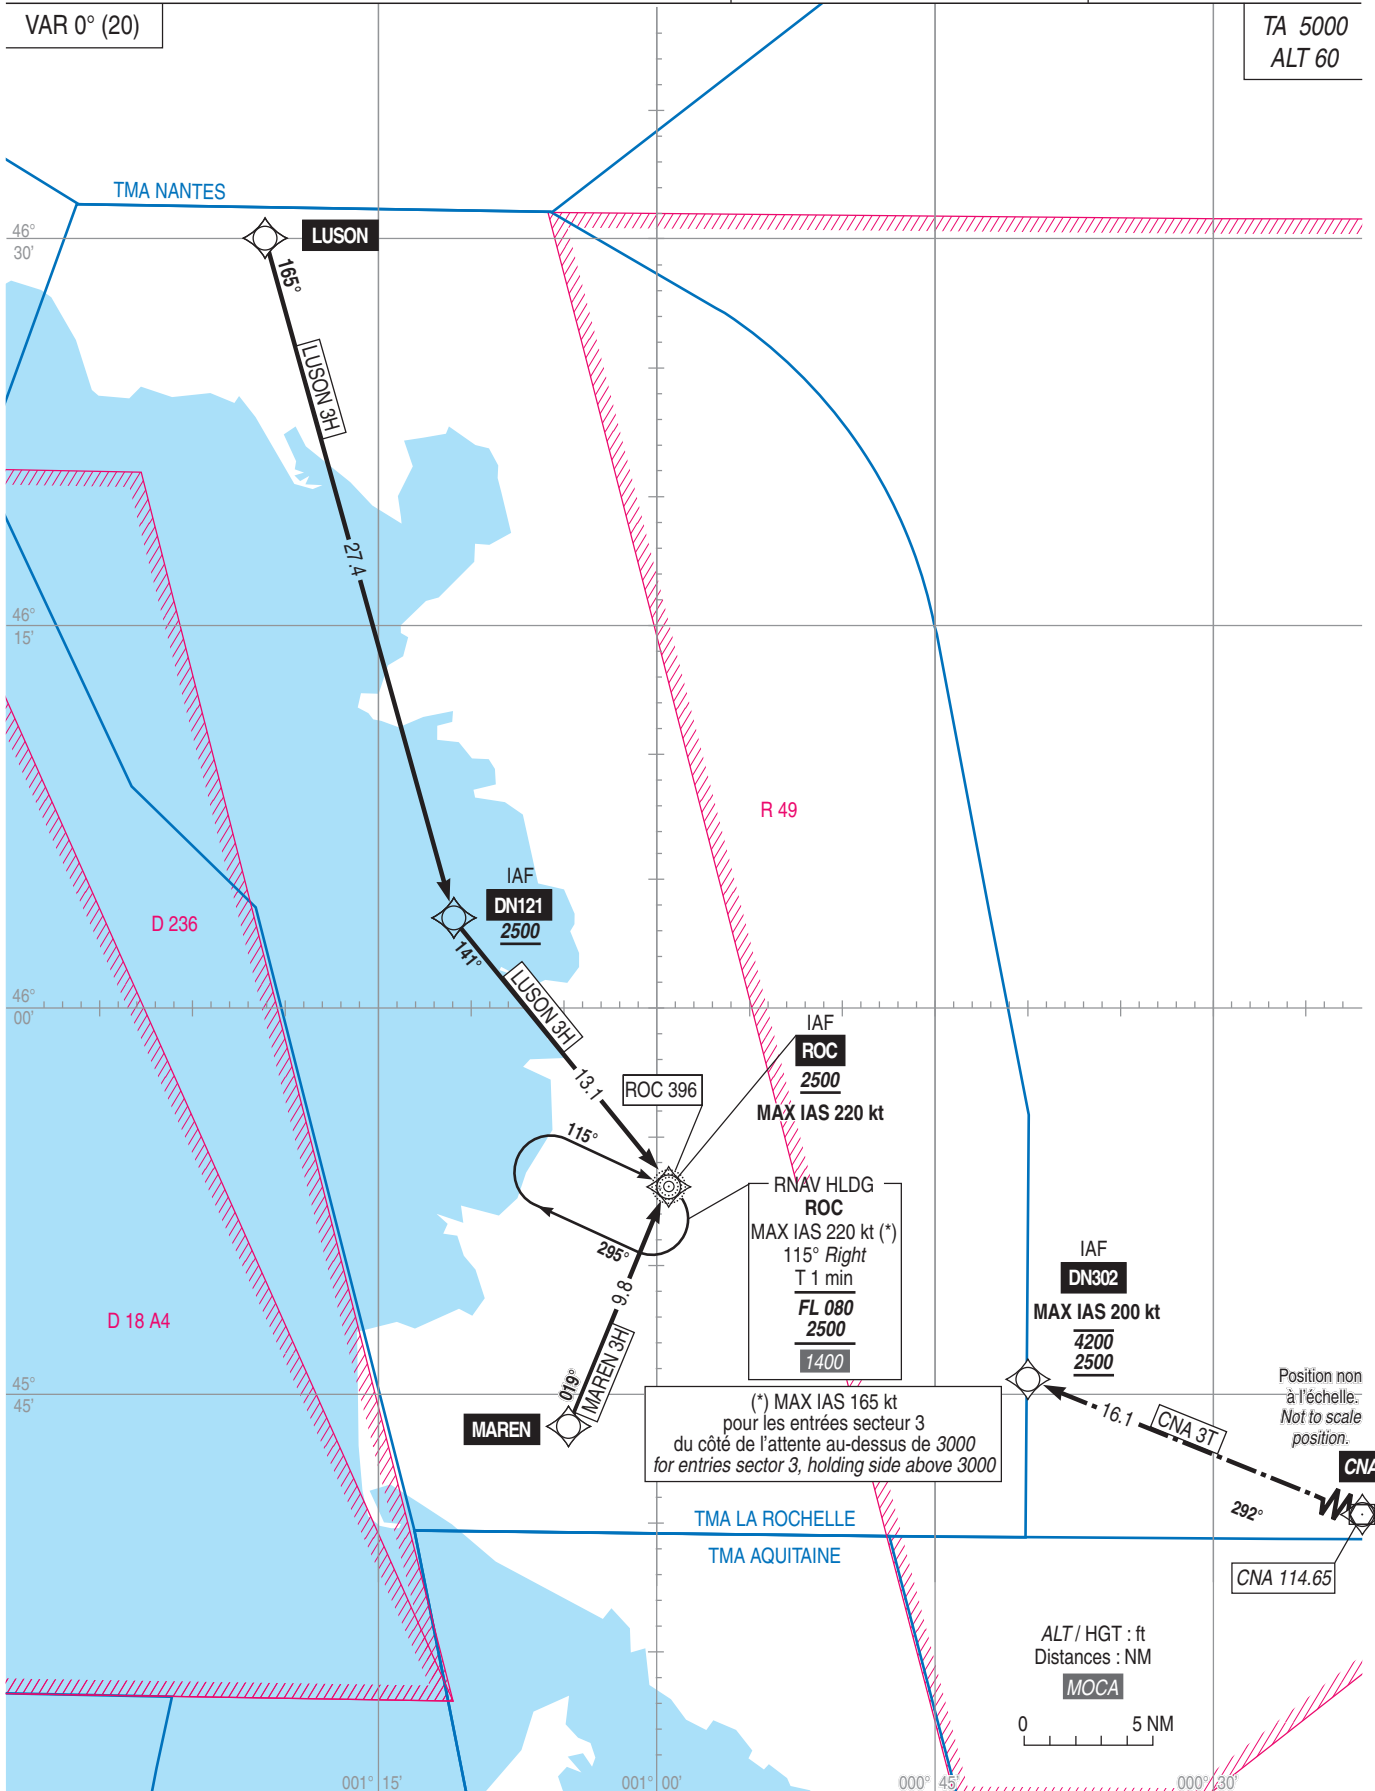 VAR 0° (20)
TA 5000
ALT 60
TMA NANTES
46°
30'
LUSON
165°
LUSON 3H
27.4
46°
15'
R 49
IAF
DN121
2500
D 236
141°
LUSON 3H
46°
00'
13.1
IAF
ROC
2500
MAX IAS 220 kt
ROC 396
115°
295°
RNAV HLDG
ROC
MAX IAS 220 kt (*)
115° Right
T 1 min
FL 080
2500
1400
9.8
MAREN 3H
019°
MAREN
D 18 A4
IAF
DN302
MAX IAS 200 kt
4200
2500
45°
45'
(*) MAX IAS 165 kt
pour les entrées secteur 3
du côté de l'attente au-dessus de 3000
for entries sector 3, holding side above 3000
Position non
à l'échelle.
Not to scale
position.
16.1
CNA 3T
CNA
292°
TMA LA ROCHELLE
TMA AQUITAINE
CNA 114.65
ALT / HGT : ft
Distances : NM
MOCA
0 5 NM
001° 15'
001° 00'
000° 45'
000° 30'